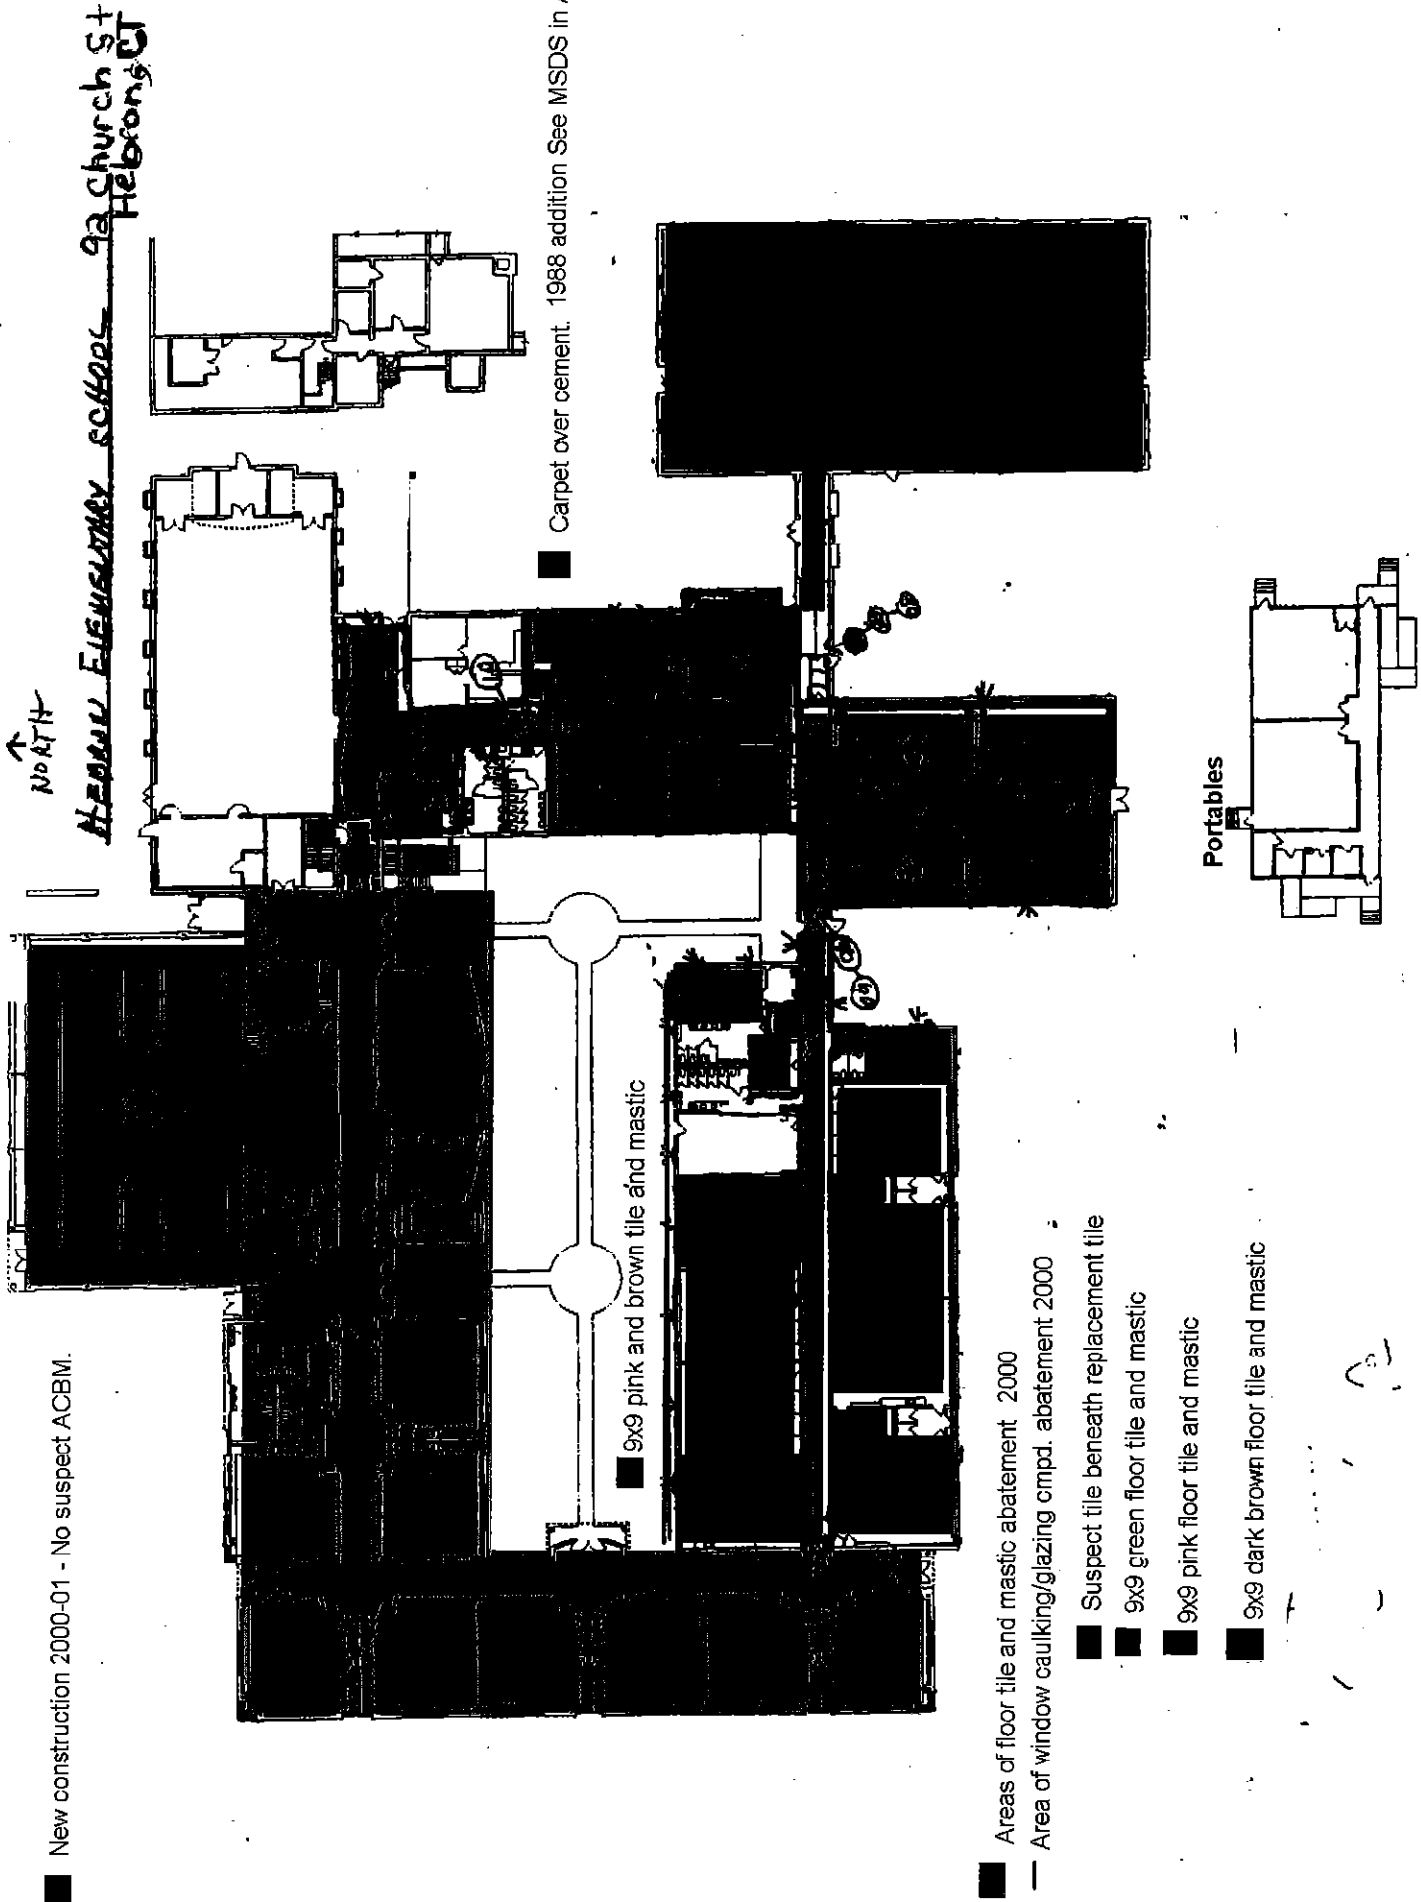 ↑
NORTH
ELEMENTARY SCHOOL 92 Church St
Hebron, CT
New construction 2000-01 - No suspect ACBM.
Carpet over cement. 1988 addition See MSDS in
9x9 pink and brown tile and mastic
Portables
Areas of floor tile and mastic abatement 2000
Area of window caulking/glazing cmpd. abatement 2000
Suspect tile beneath replacement tile
9x9 green floor tile and mastic
9x9 pink floor tile and mastic
9x9 dark brown floor tile and mastic